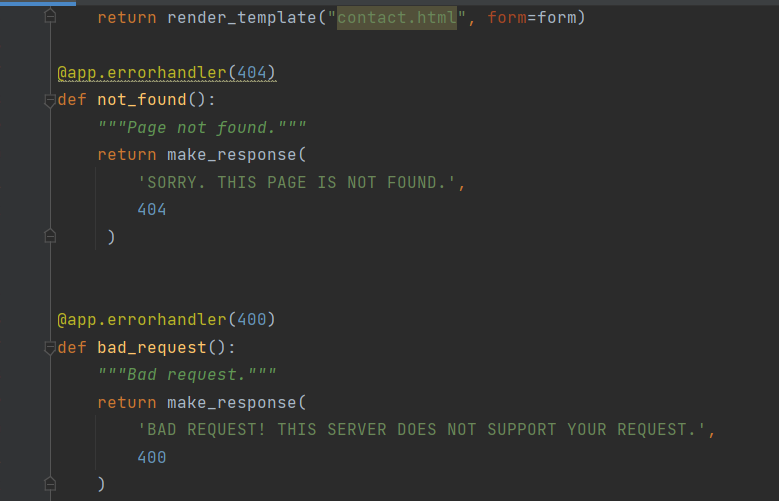 return render_template("contact.html", form=form)
@app.errorhandler(404)
def not_found():
"""Page not found."""
return make_response(
'SORRY. THIS PAGE IS NOT FOUND.',
404
)
@app.errorhandler(400)
def bad_request():
"""Bad request."""
return make_response(
'BAD REQUEST! THIS SERVER DOES NOT SUPPORT YOUR REQUEST.',
400
)